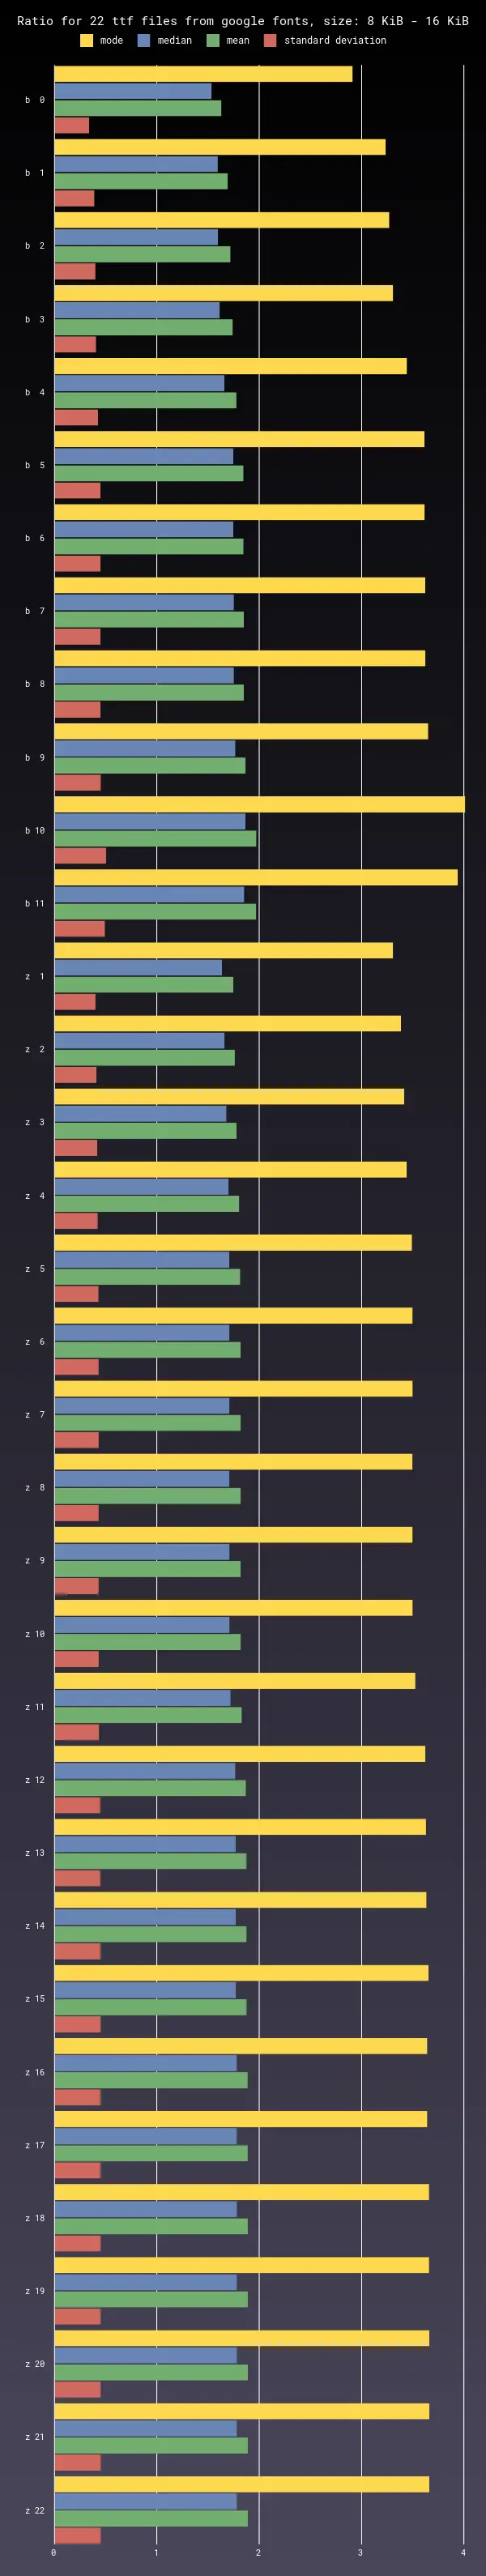 Ratio for 22 ttf files from google fonts, size: 8 KiB - 16 KiB
mode median mean standard deviation
b 0
b 1
b 2
b 3
b 4
b 5
b 6
b 7
b 8
b 9
b 10
b 11
z 1
z 2
z 3
z 4
z 5
z 6
z 7
z 8
z 9
z 10
z 11
z 12
z 13
z 14
z 15
z 16
z 17
z 18
z 19
z 20
z 21
z 22
0 1 2 3 4